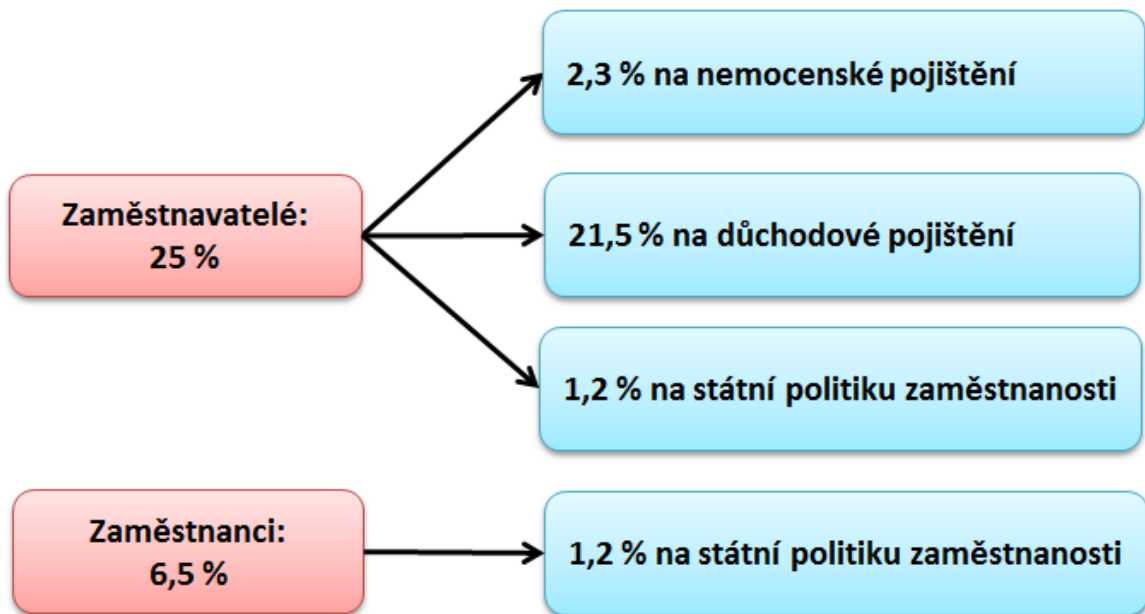 2,3 % na nemocenské pojištění
Zaměstnavatelé:
25 %
21,5 % na důchodové pojištění
1,2 % na státní politiku zaměstnanosti
Zaměstnanci:
6,5 %
1,2 % na státní politiku zaměstnanosti